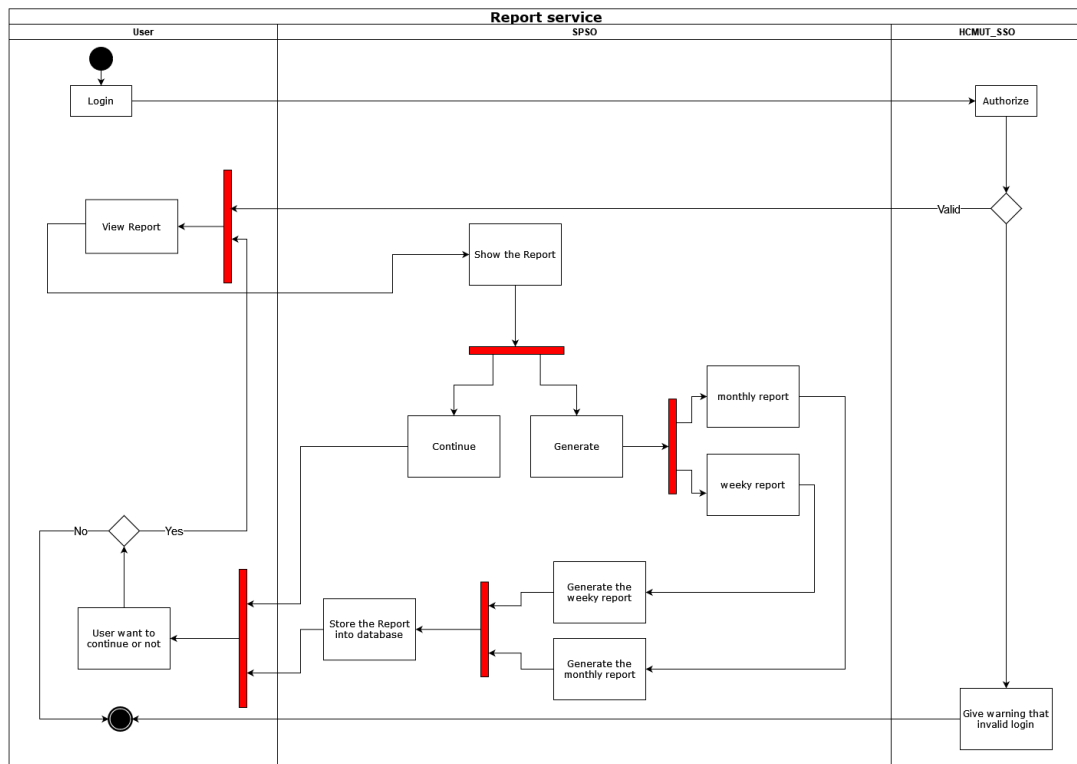 Report service
User
SPSO
HCMUT_SSO
Login
Authorize
Valid
View Report
Show the Report
monthly report
Continue
Generate
weeky report
No
Yes
Generate the
weeky report
Store the Report
into database
User want to
continue or not
Generate the
monthly report
Give warning that
invalid login